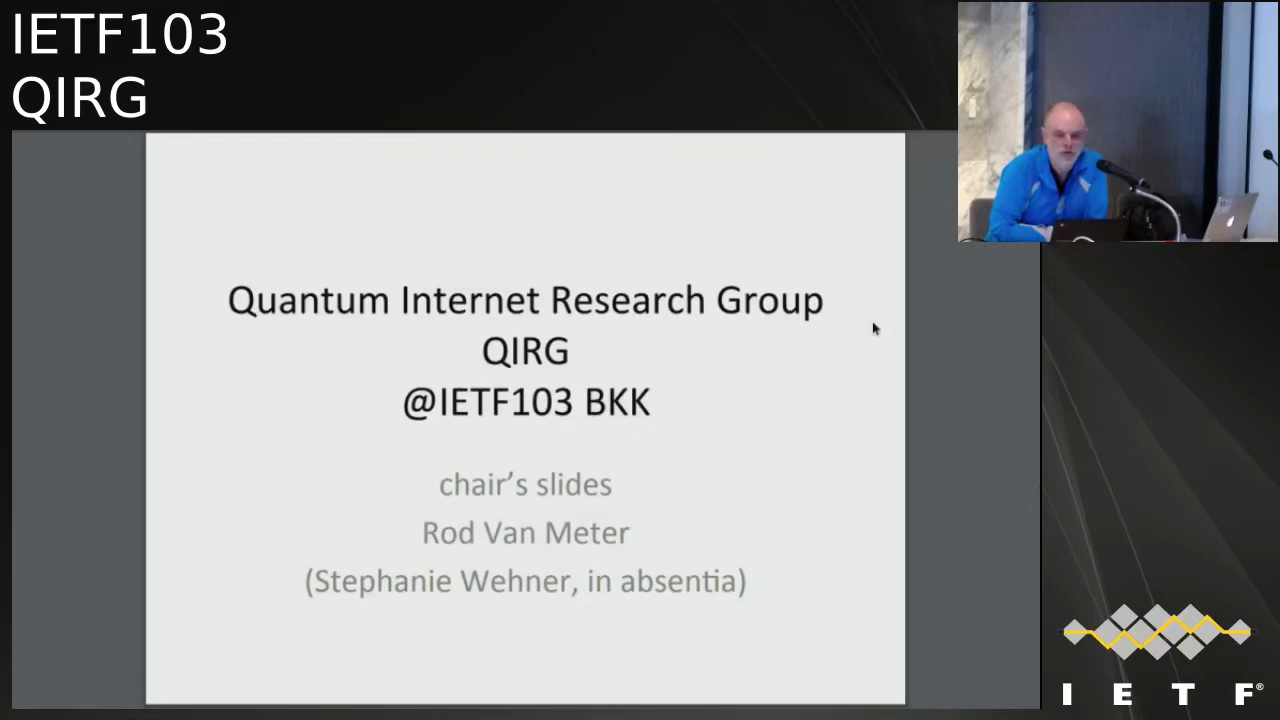 IETF103
QIRG
Quantum Internet Research Group
QIRG
@IETF103 BKK
chair's slides
Rod Van Meter
(Stephanie Wehner, in absentia)
I E T F®